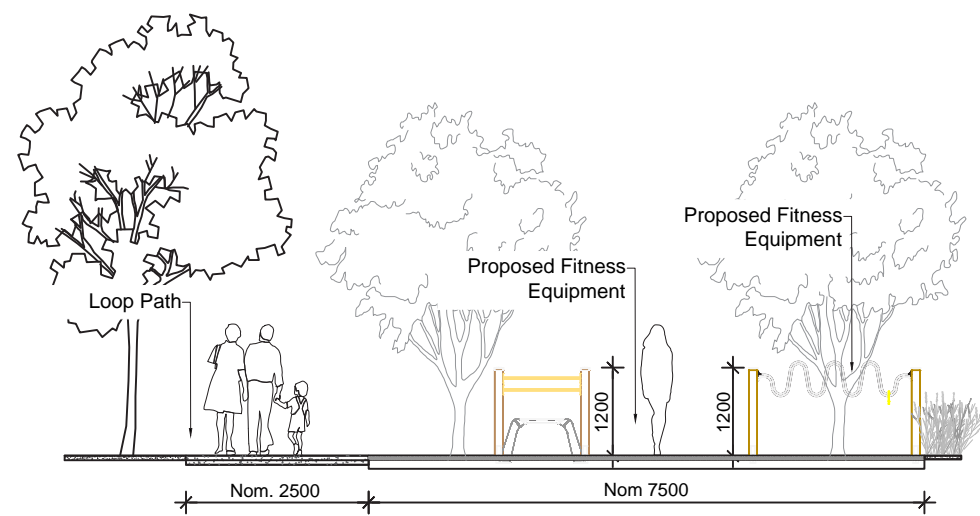 Proposed Fitness
Equipment
Proposed Fitness
Equipment
Loop Path
1200
1200
Nom. 2500
Nom 7500